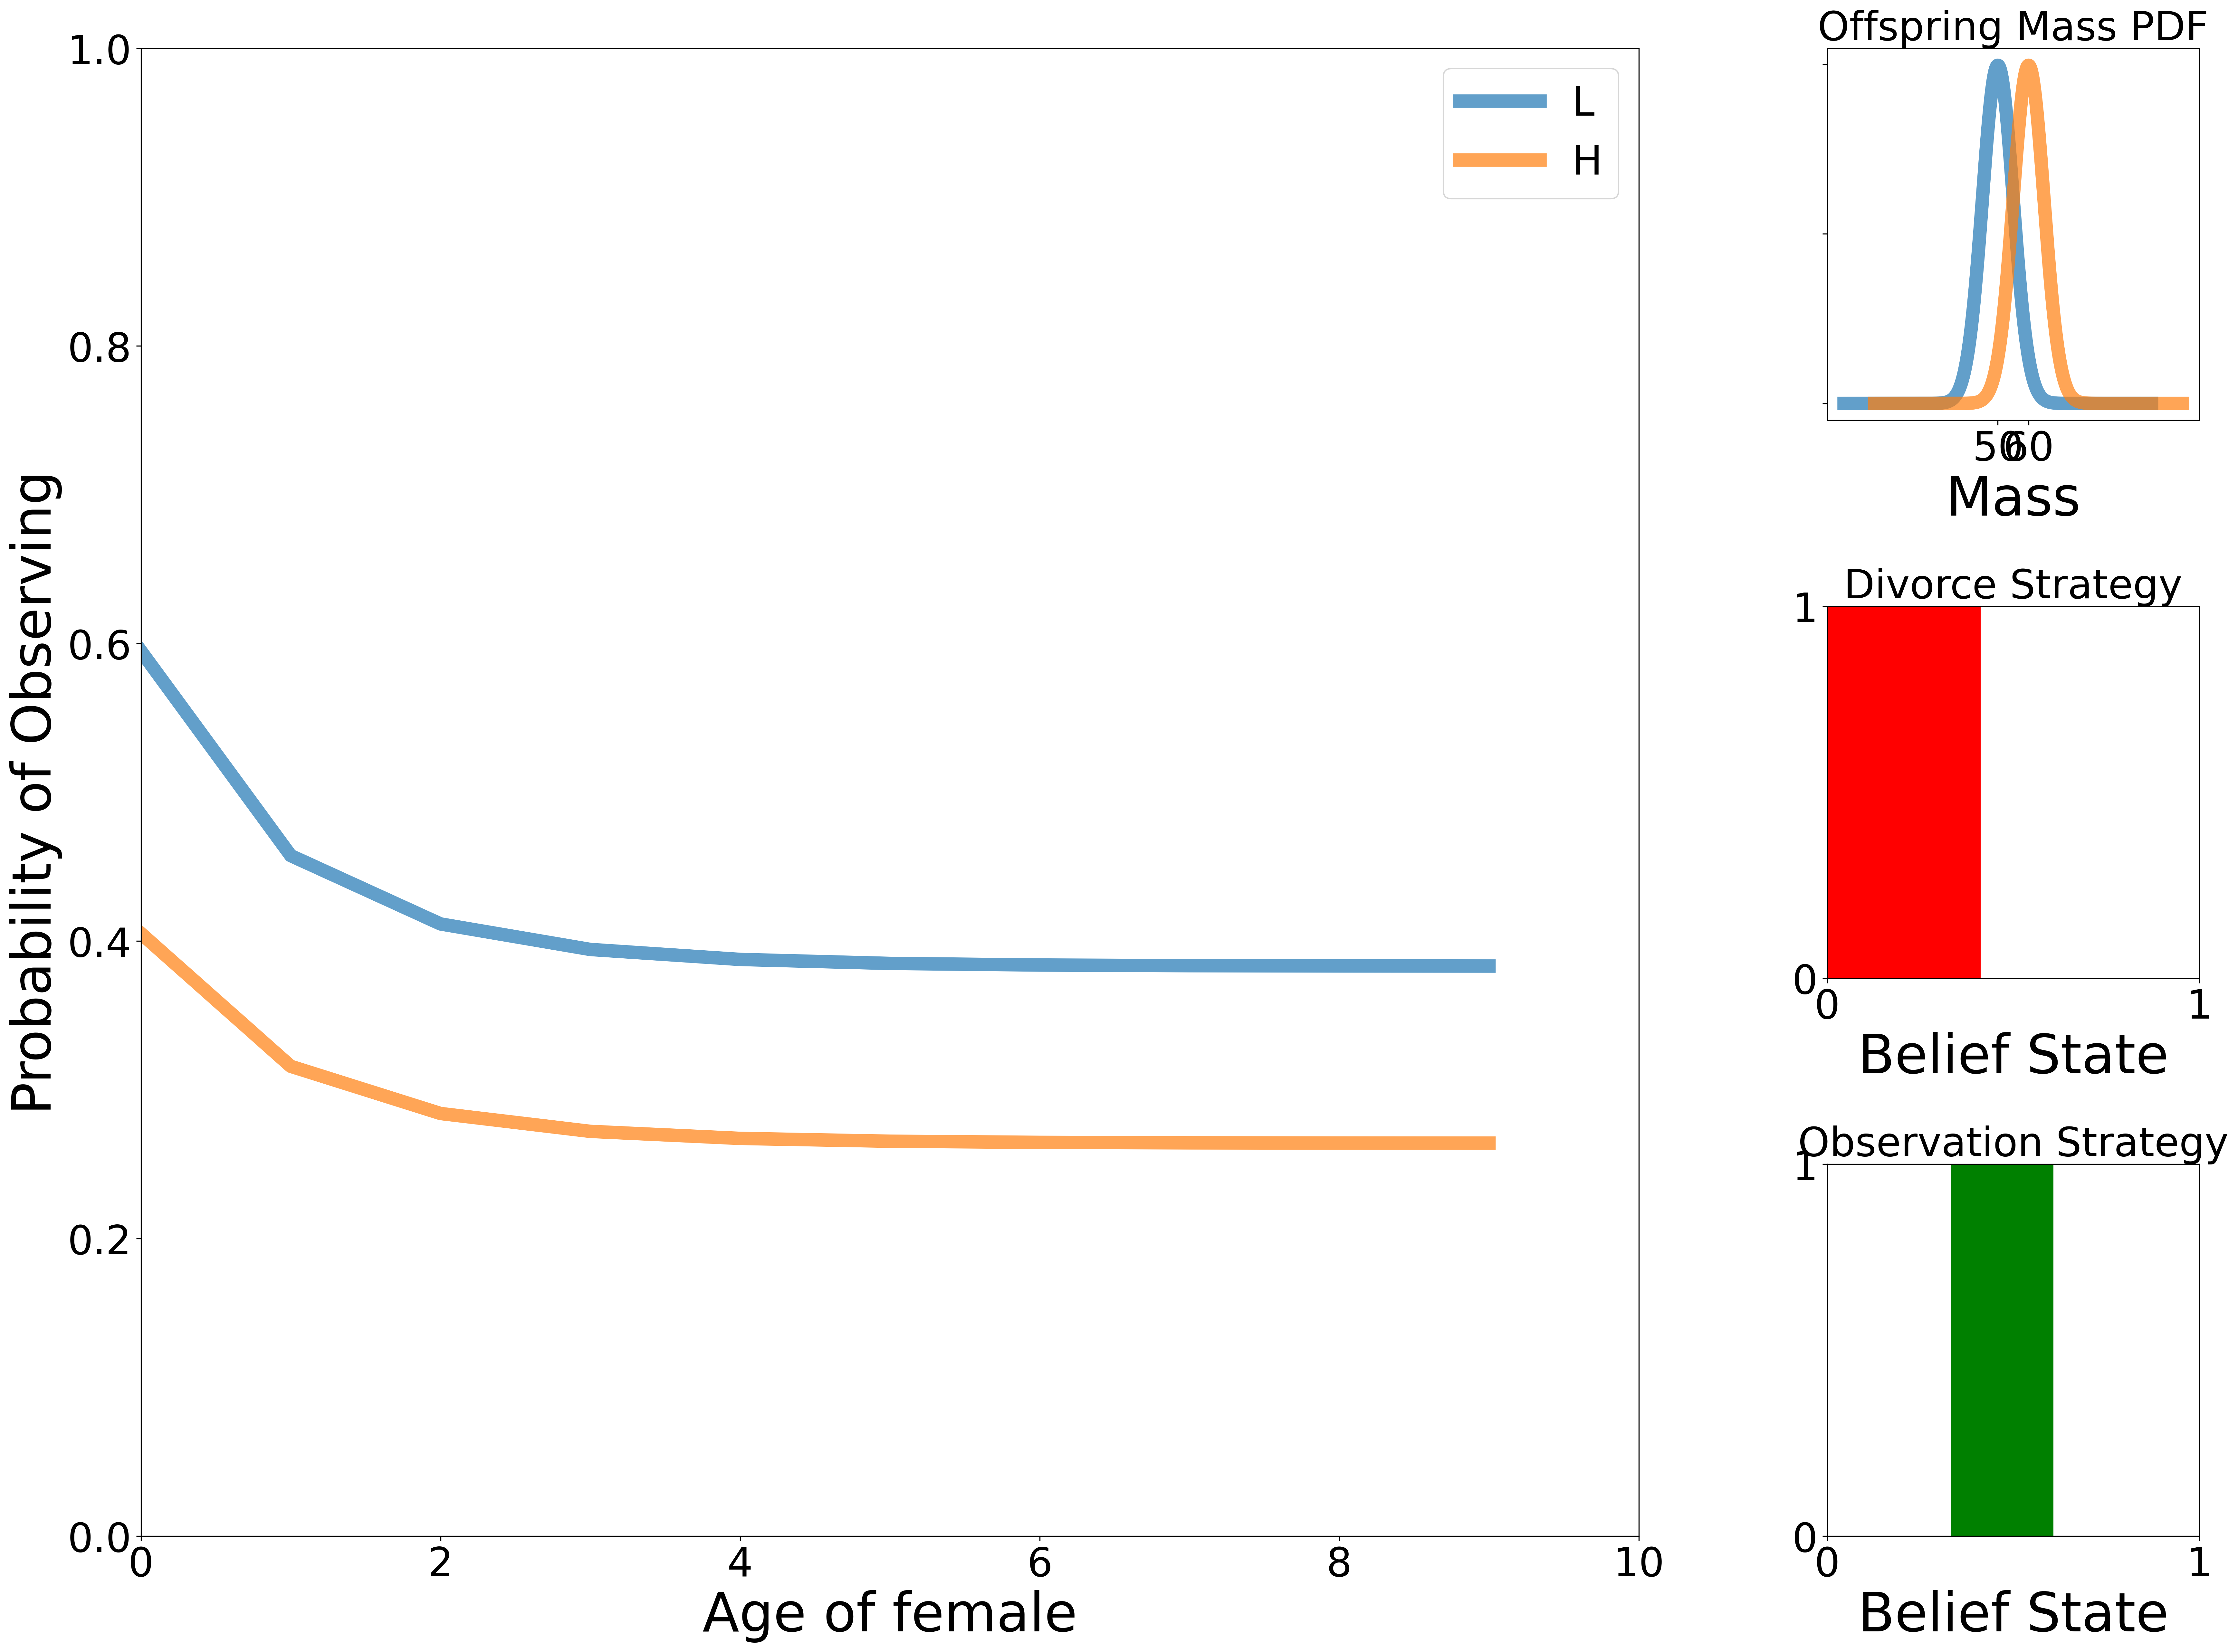 1.0
0.8
0.6
0.4
0.2
0.0
Probability of Observing
0 2 4 6 8 10
Age of female
L
H
Offspring Mass PDF
50 60
Mass
Divorce Strategy
1
0
0 1
Belief State
Observation Strategy
1
0
0 1
Belief State